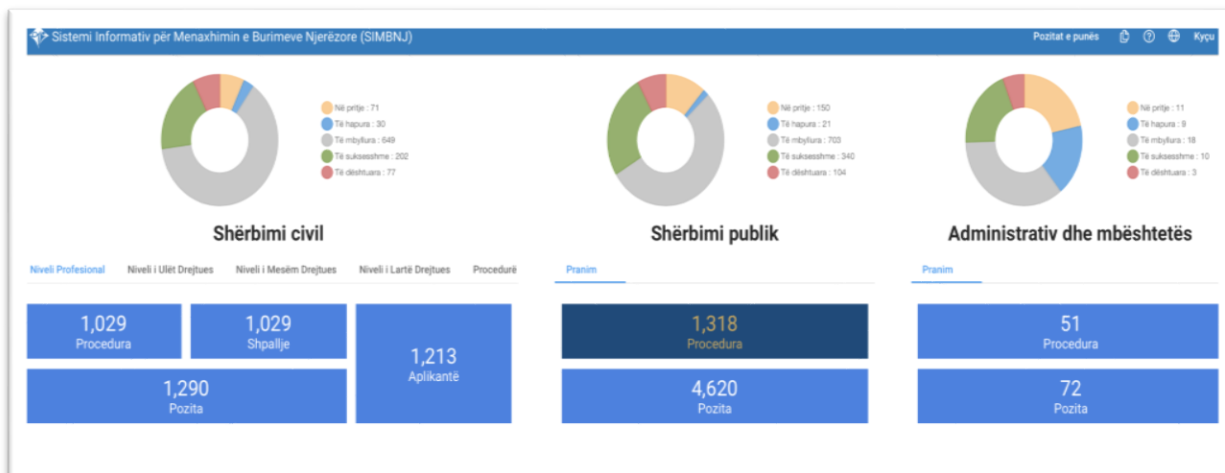 Sistemi Informativ për Menaxhimin e Burimeve Njerëzore (SIMBNJ)
Pozitat e punës
Kyçu
Në pritje : 71
Të hapura : 30
Të mbyllura : 649
Të suksesshme : 202
Të dështuara : 77
Shërbimi civil
Niveli Profesional
Niveli i Ulët Drejtues
Niveli i Mesëm Drejtues
Niveli i Lartë Drejtues
Procedurë
1,029
Procedura
1,029
Shpallje
1,213
Aplikantë
1,290
Pozita
Në pritje : 150
Të hapura : 21
Të mbyllura : 703
Të suksesshme : 340
Të dështuara : 104
Shërbimi publik
Pranim
1,318
Procedura
4,620
Pozita
Në pritje : 11
Të hapura : 9
Të mbyllura : 18
Të suksesshme : 10
Të dështuara : 3
Administrativ dhe mbështetës
Pranim
51
Procedura
72
Pozita